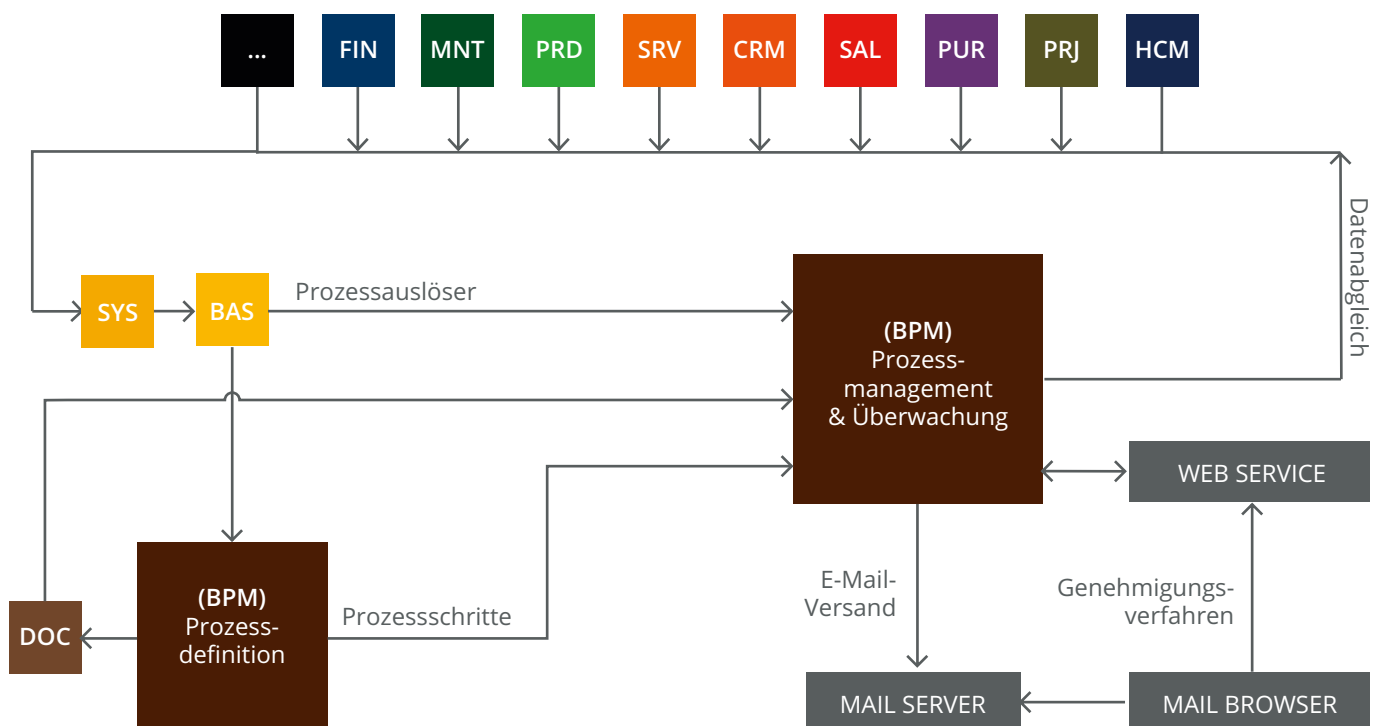 ...
FIN
MNT
PRD
SRV
CRM
SAL
PUR
PRJ
HCM
Datenabgleich
SYS
BAS
Prozessauslöser
(BPM)
Prozess-
management
& Überwachung
WEB SERVICE
(BPM)
Prozess-
definition
DOC
Prozessschritte
E-Mail-
Versand
Genehmigungs-
verfahren
MAIL SERVER
MAIL BROWSER